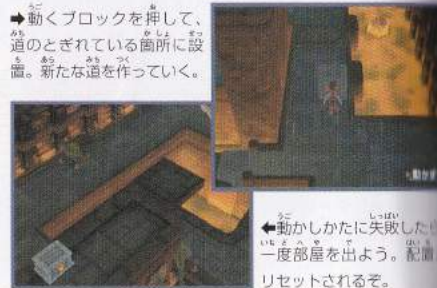 ➡動くブロックを押して、
道のとぎれている箇所に設
置。新たな道を作っていく。
⬅動かしかたに失敗した
一度部屋を出よう。配置
リセットされるぞ。